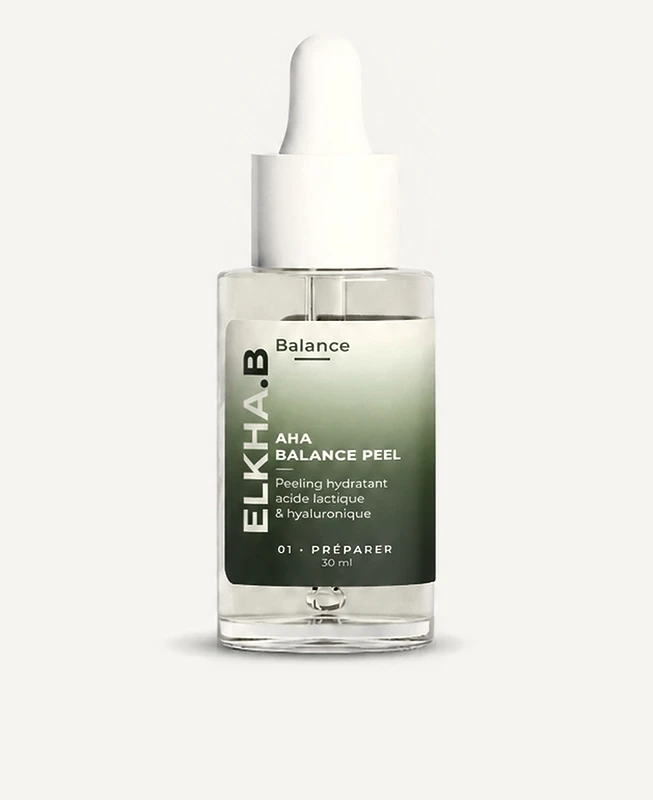 Balance
ELKHA.B
AHA
BALANCE PEEL
Peeling hydratant
acide lactique
& hyaluronique
01 • PRÉPARER
30 ml